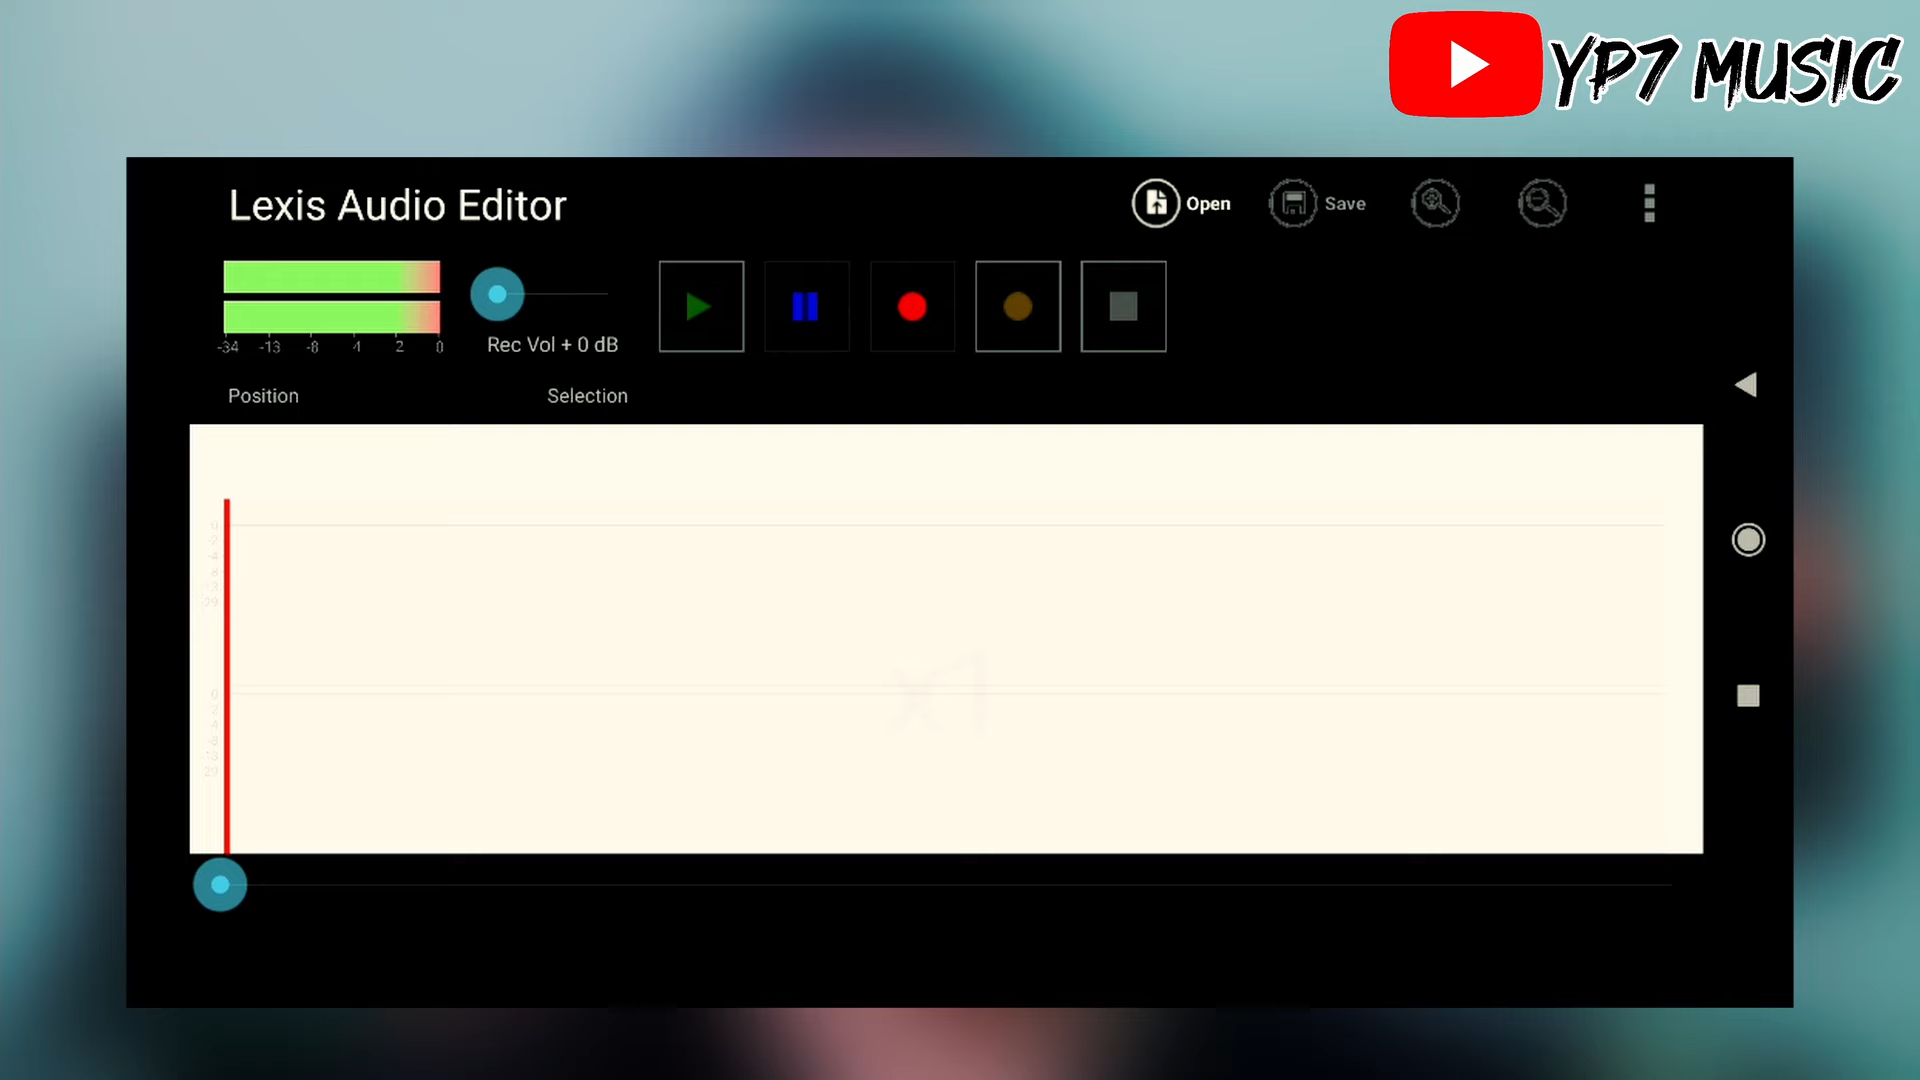 YP7 MUSIC
Lexis Audio Editor
Open
Save
-34 -13 -8 4 2 0
Rec Vol + 0 dB
Position
Selection
x1